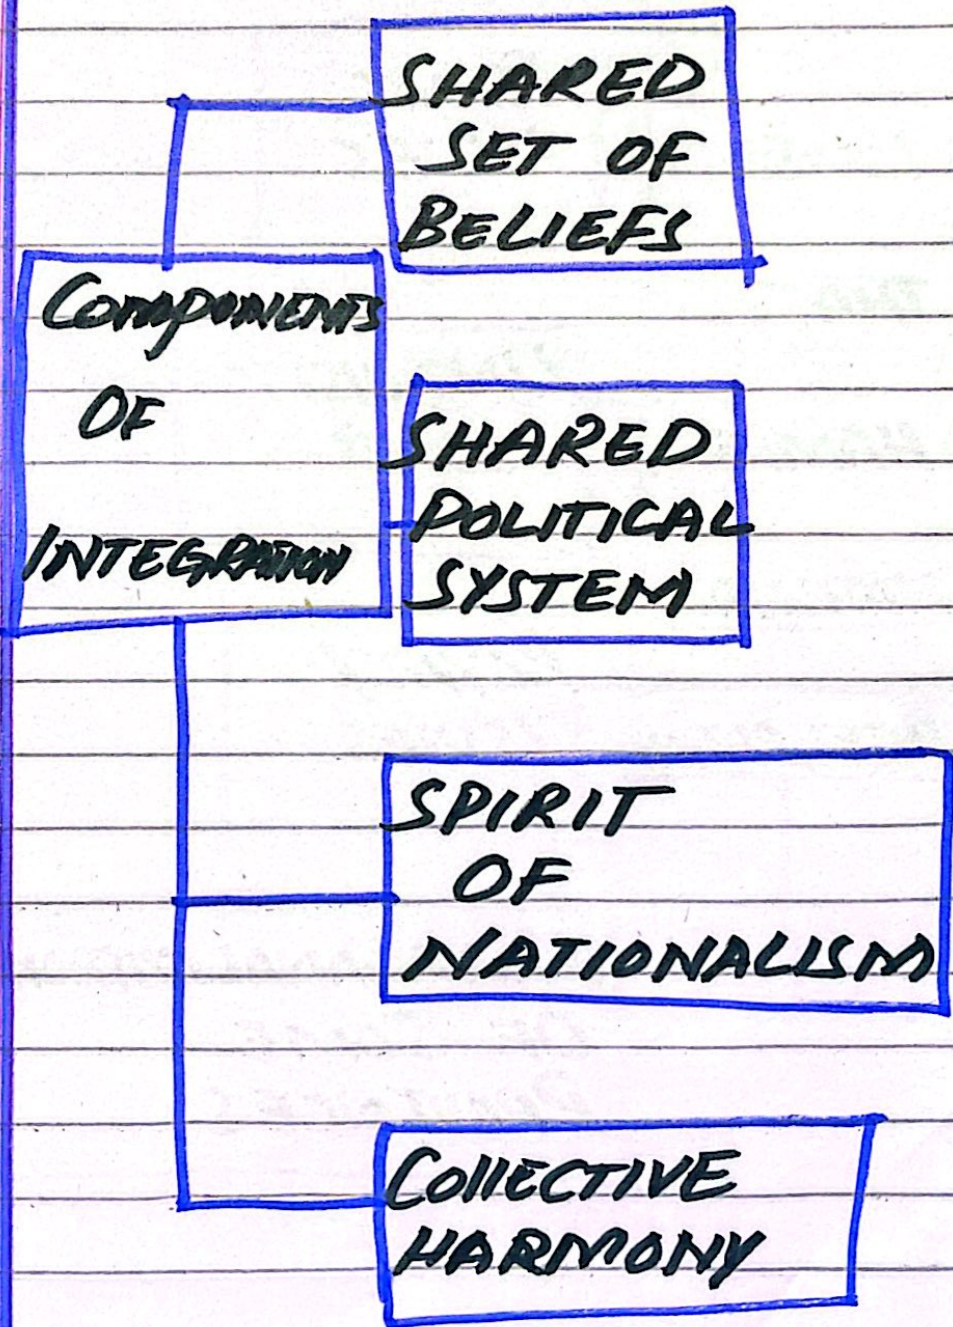 SHARED
SET OF
BELIEFS
Components
OF
INTEGRATION
SHARED
POLITICAL
SYSTEM
SPIRIT
OF
NATIONALISM
COllECTIVE
HARMONY